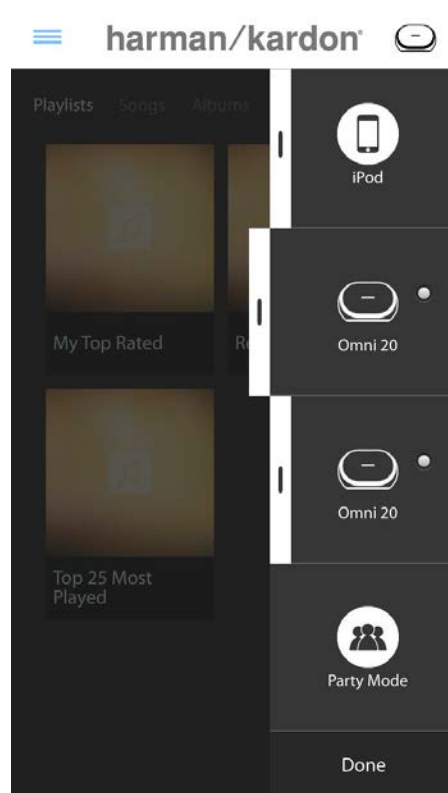 harman/kardon
Playlists Songs Albums
iPod
My Top Rated
Omni 20
Omni 20
Top 25 Most
Played
Party Mode
Done